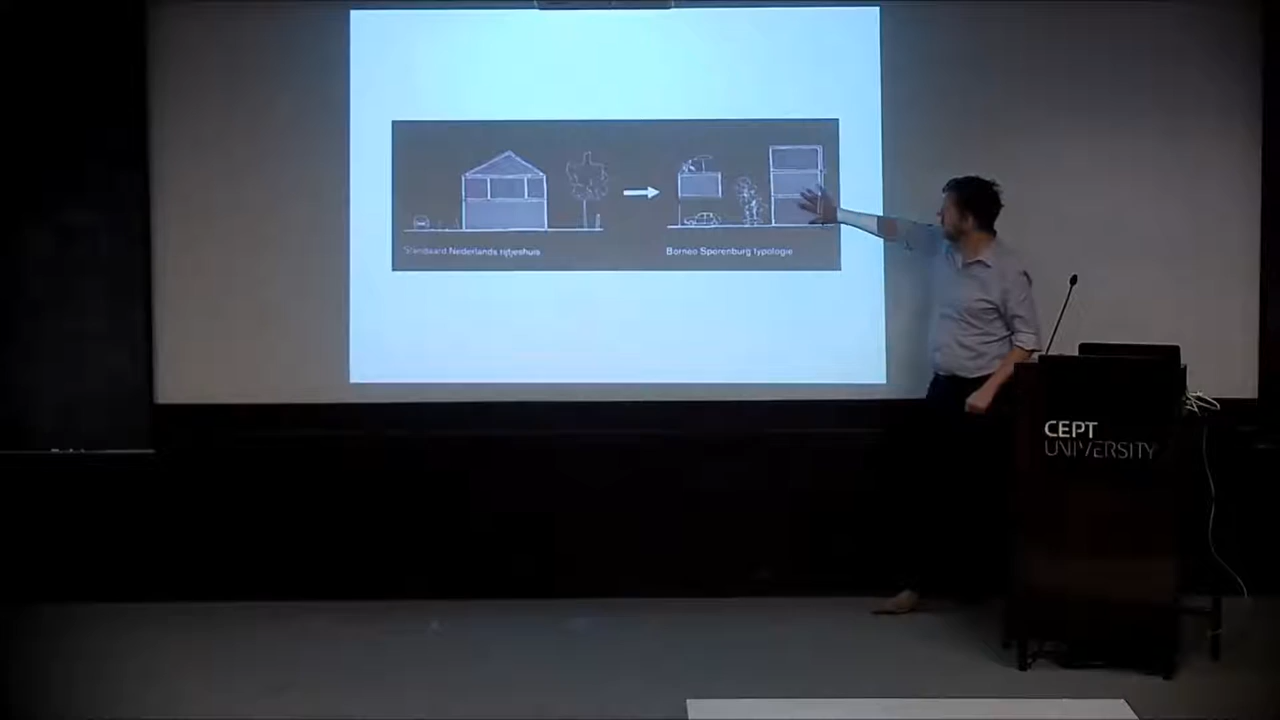 Standaard Nederlands rijtjeshuis
Borneo Sporenburg typologie
CEPT
UNIVERSITY